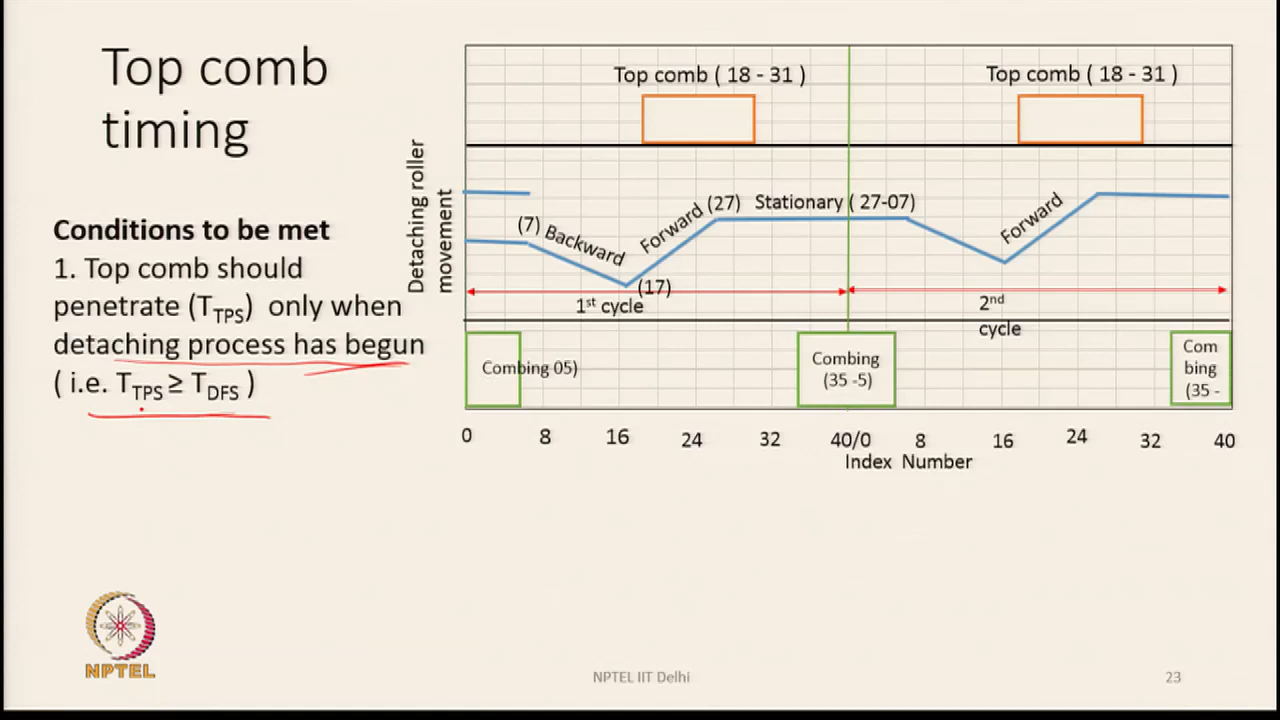 Top comb
timing
Conditions to be met
1. Top comb should
penetrate (TTPS) only when
detaching process has begun
( i.e. TTPS ≥ TDFS )
Detaching roller
movement
Top comb ( 18 - 31 )
Top comb ( 18 - 31 )
(7) Backward
Forward (27)
Stationary ( 27-07)
Forward
(17)
1st cycle
2nd
cycle
Combing 05)
Combing
(35 -5)
Com
bing
(35 -
0 8 16 24 32 40/0 8 16 24 32 40
Index Number
NPTEL
NPTEL IIT Delhi
23